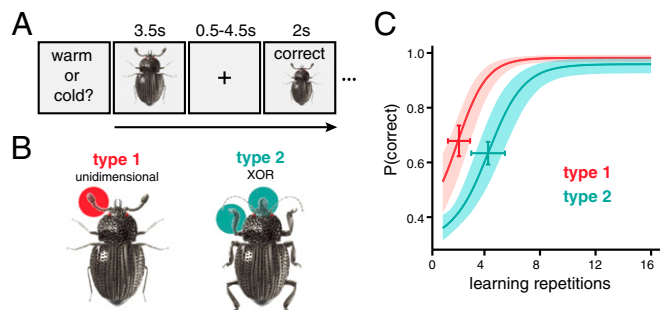 A
3.5s
0.5-4.5s
2s
warm
or
cold?
+
correct
...
B
type 1
unidimensional
type 2
XOR
C
P(correct)
1.0
0.8
0.6
0.4
0
4
8
12
16
learning repetitions
type 1
type 2